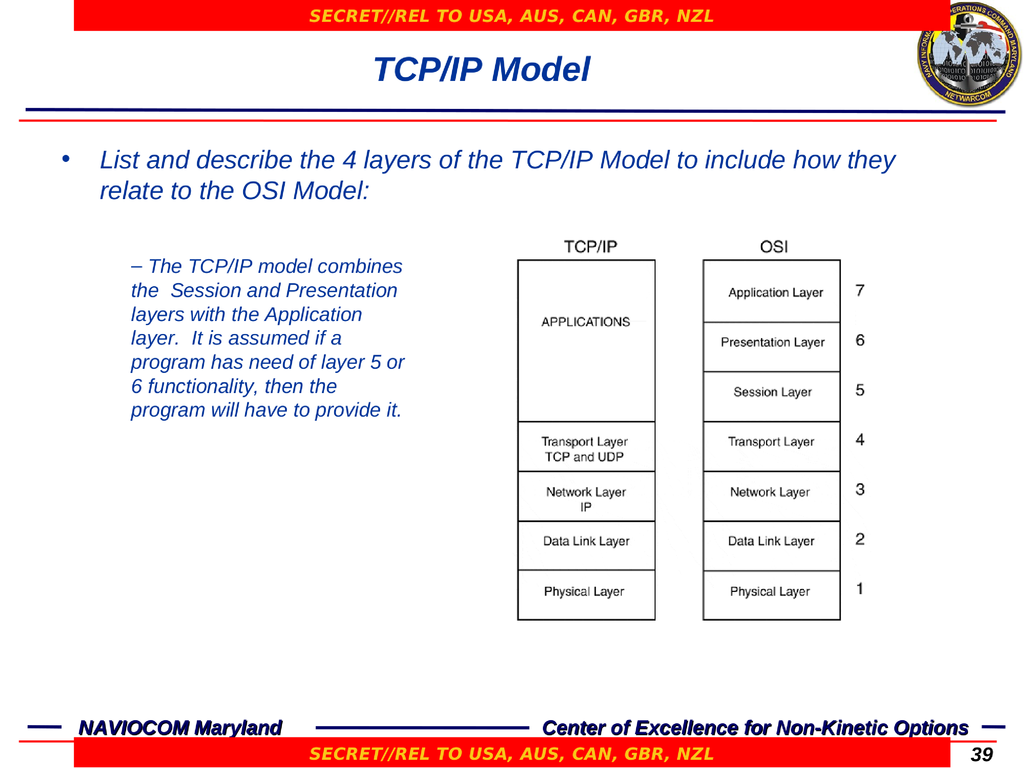 SECRET//REL TO USA, AUS, CAN, GBR, NZL
TCP/IP Model
NETWARCOM
• List and describe the 4 layers of the TCP/IP Model to include how they
relate to the OSI Model:
– The TCP/IP model combines
the Session and Presentation
layers with the Application
layer. It is assumed if a
program has need of layer 5 or
6 functionality, then the
program will have to provide it.
TCP/IP OSI
Application Layer 7
APPLICATIONS
Presentation Layer 6
Session Layer 5
Transport Layer
TCP and UDP
Transport Layer 4
Network Layer
IP
Network Layer 3
Data Link Layer Data Link Layer 2
Physical Layer Physical Layer 1
NAVIOCOM Maryland Center of Excellence for Non-Kinetic Options
SECRET//REL TO USA, AUS, CAN, GBR, NZL
39